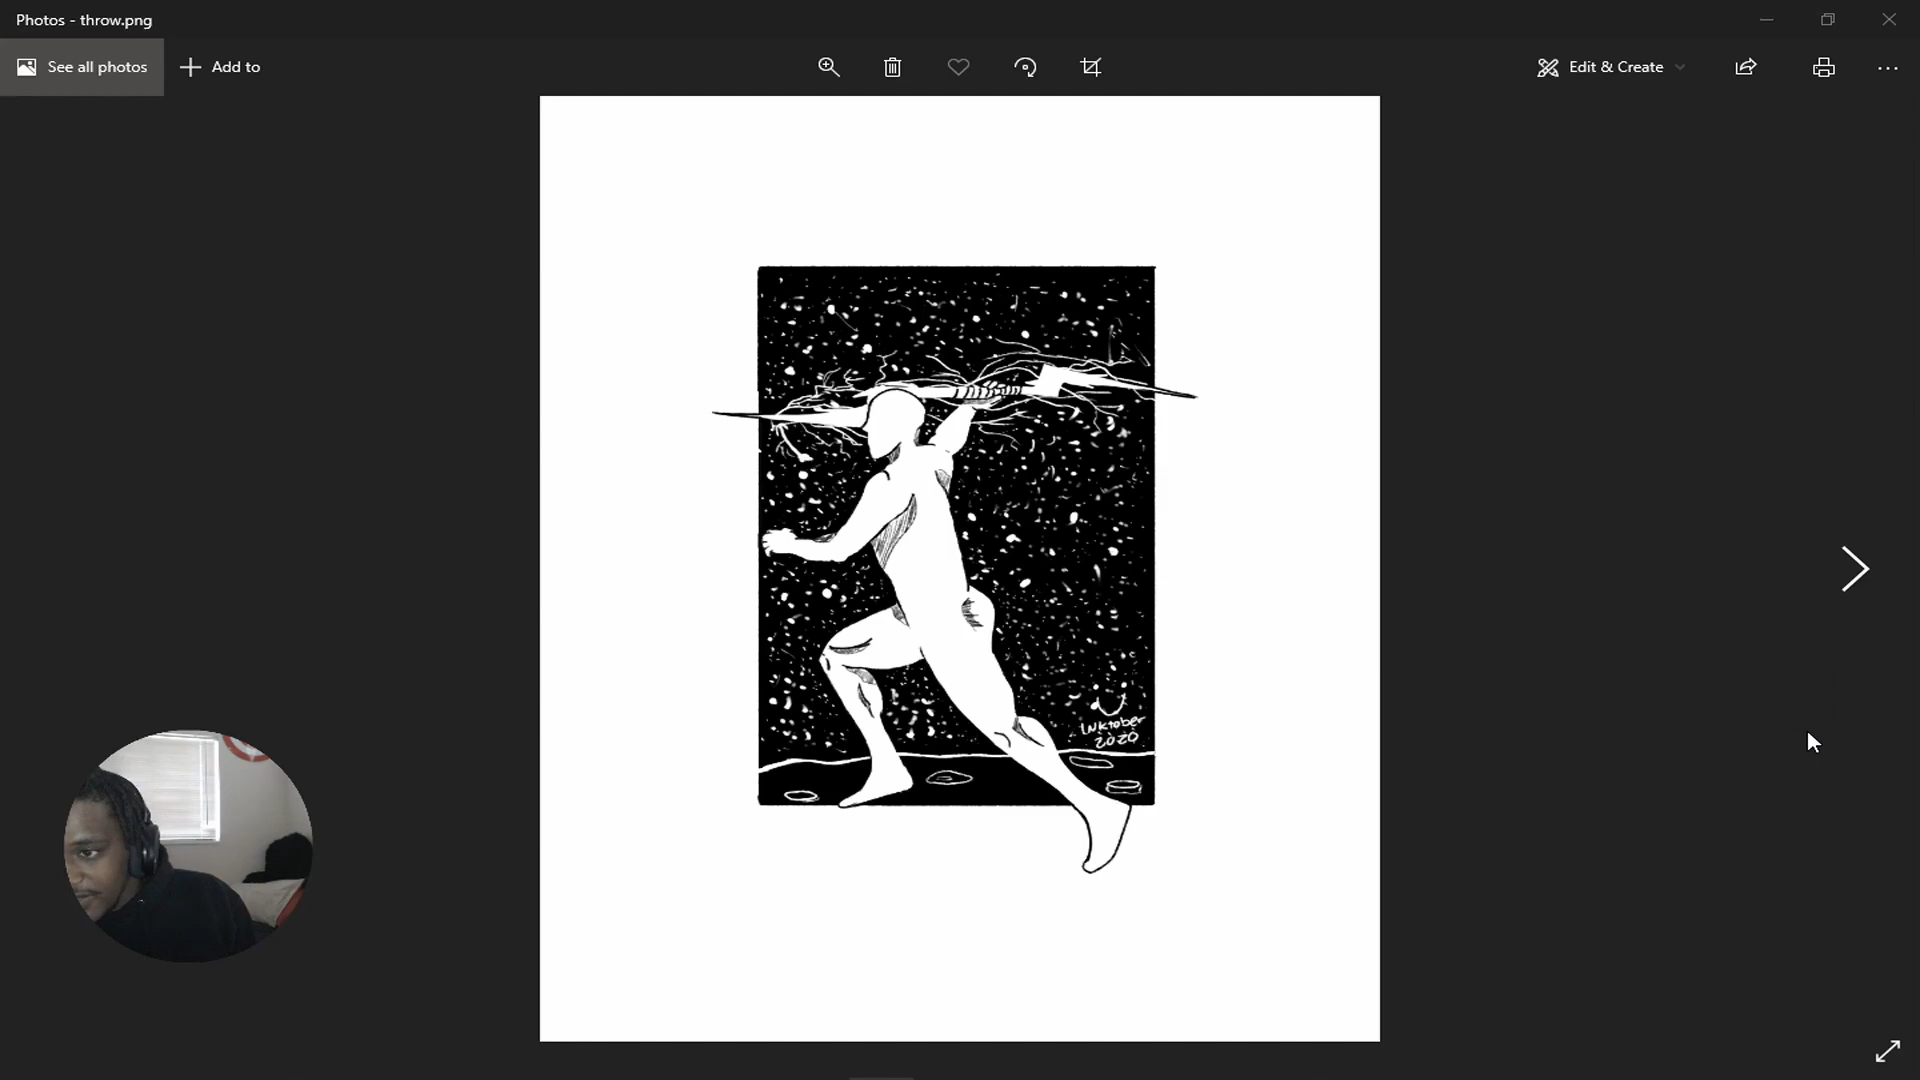 Photos - throw.png
See all photos
Add to
Edit & Create
INKtober
2020